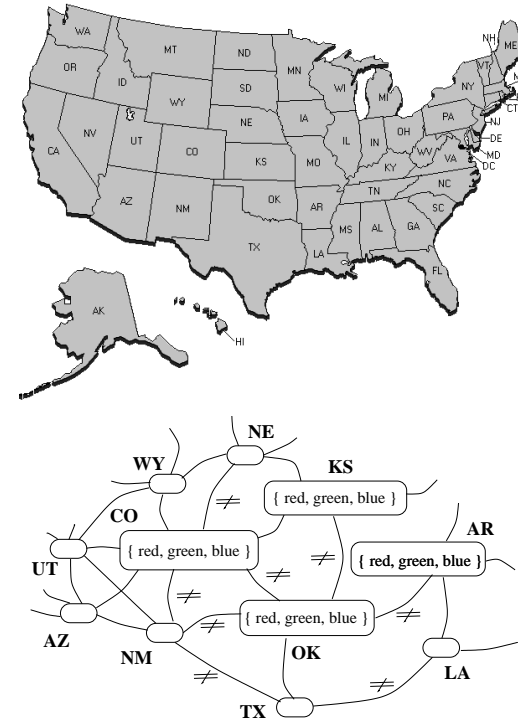 WA
MT
ND
MN
NH
VT
ME
OR
ID
SD
WI
MI
NY
WY
CT
NV
NE
IA
PA
NJ
CA
UT
CO
IL
IN
OH
DE
MD
KS
MO
WV
VA
DC
KY
AZ
NM
OK
AR
TN
NC
SC
TX
MS
AL
GA
LA
FL
AK
HI
NE
WY
KS
CO
≠
{ red, green, blue }
AR
{ red, green, blue }
≠
{ red, green, blue }
UT
≠
≠
≠
{ red, green, blue }
≠
AZ
NM
OK
LA
≠
≠
TX